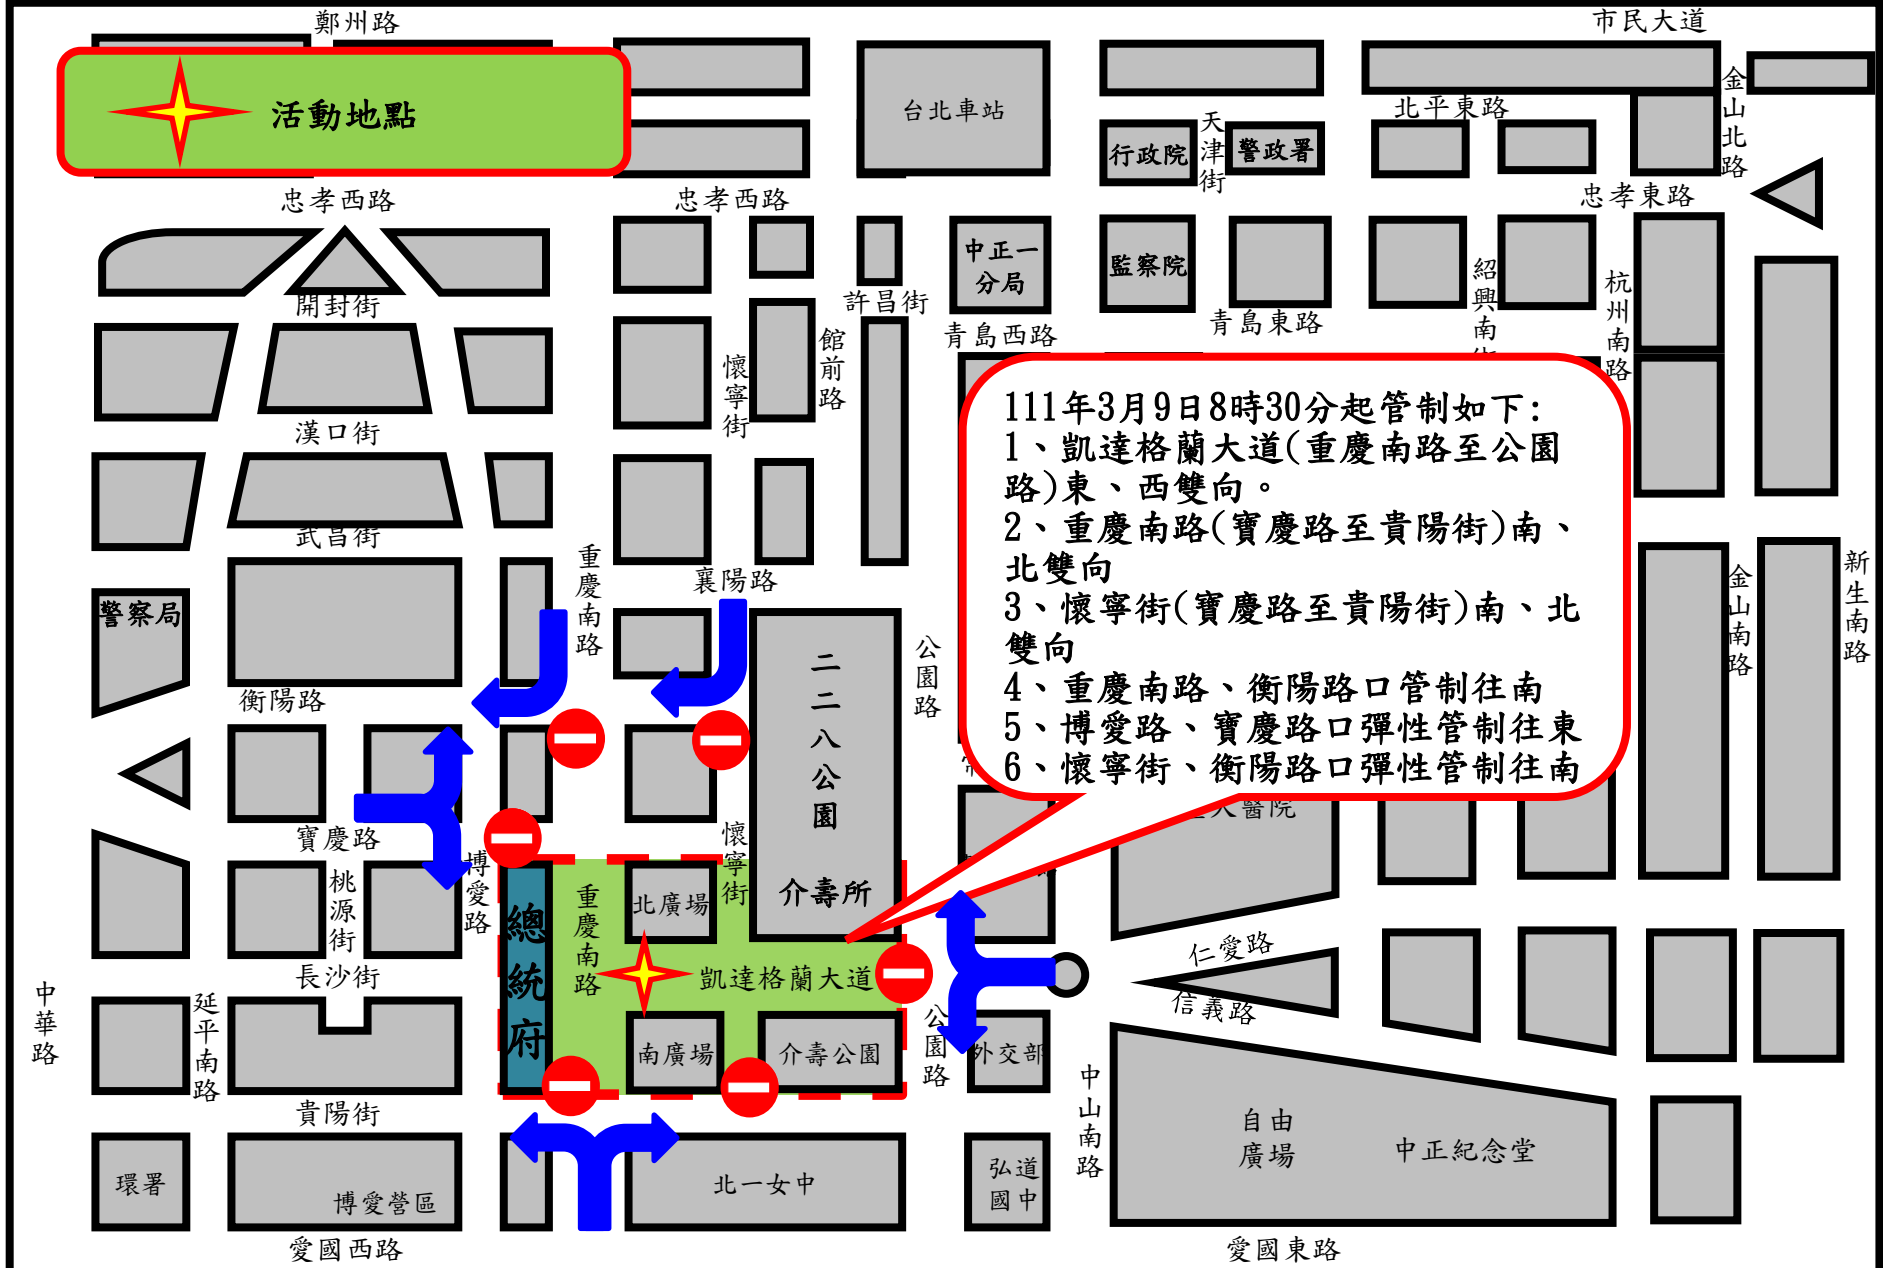 鄭州路
市民大道
活動地點
台北車站
北平東路
金山北路
天津街
行政院
警政署
忠孝西路
忠孝西路
忠孝東路
中正一
分局
監察院
開封街
許昌街
青島西路
青島東路
杭州南路
館前路
懷寧街
漢口街
武昌街
111年3月9日8時30分起管制如下:
1、凱達格蘭大道(重慶南路至公園
路)東、西雙向。
2、重慶南路(寶慶路至貴陽街)南、
北雙向
3、懷寧街(寶慶路至貴陽街)南、北
雙向
4、重慶南路、衡陽路口管制往南
5、博愛路、寶慶路口彈性管制往東
6、懷寧街、衡陽路口彈性管制往南
重慶南路
襄陽路
警察局
金山南路
新生南路
公園路
二二八公園
衡陽路
醫院
寶慶路
博愛路
懷寧街
桃源街
介壽所
北廣場
重慶南路
總統府
仁愛路
長沙街
凱達格蘭大道
信義路
中華路
延平南路
公園路
南廣場
介壽公園
外交部
中山南路
貴陽街
自由
廣場
中正紀念堂
環署
博愛營區
北一女中
弘道
國中
愛國西路
愛國東路